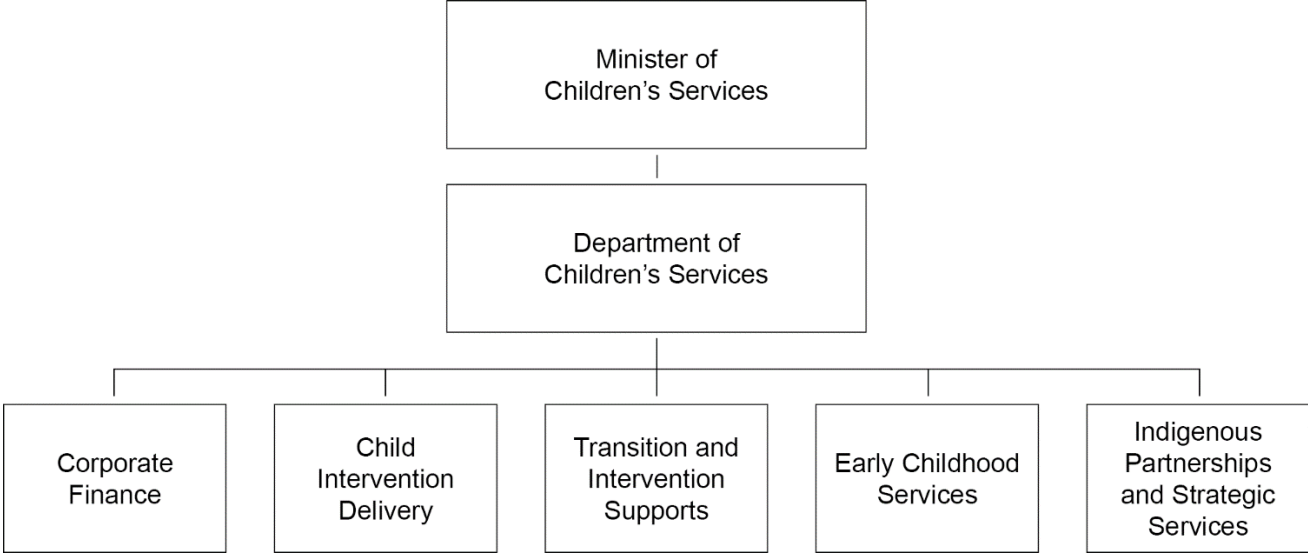 Minister of
Children’s Services
Department of
Children’s Services
Corporate
Finance
Child
Intervention
Delivery
Transition and
Intervention
Supports
Early Childhood
Services
Indigenous
Partnerships
and Strategic
Services